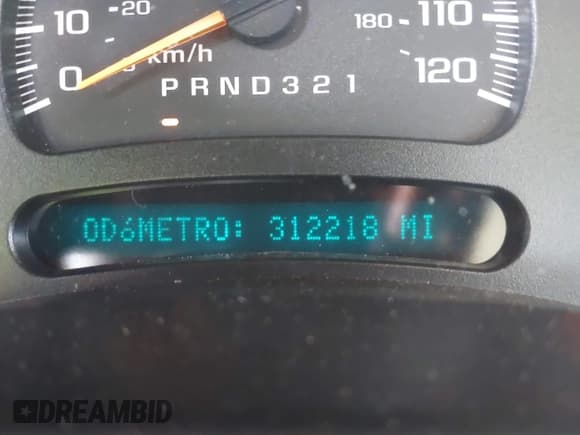 10 20 180 110
0 km/h 120
PRND321
ODóMETRO: 312218 MI
DREAMBID